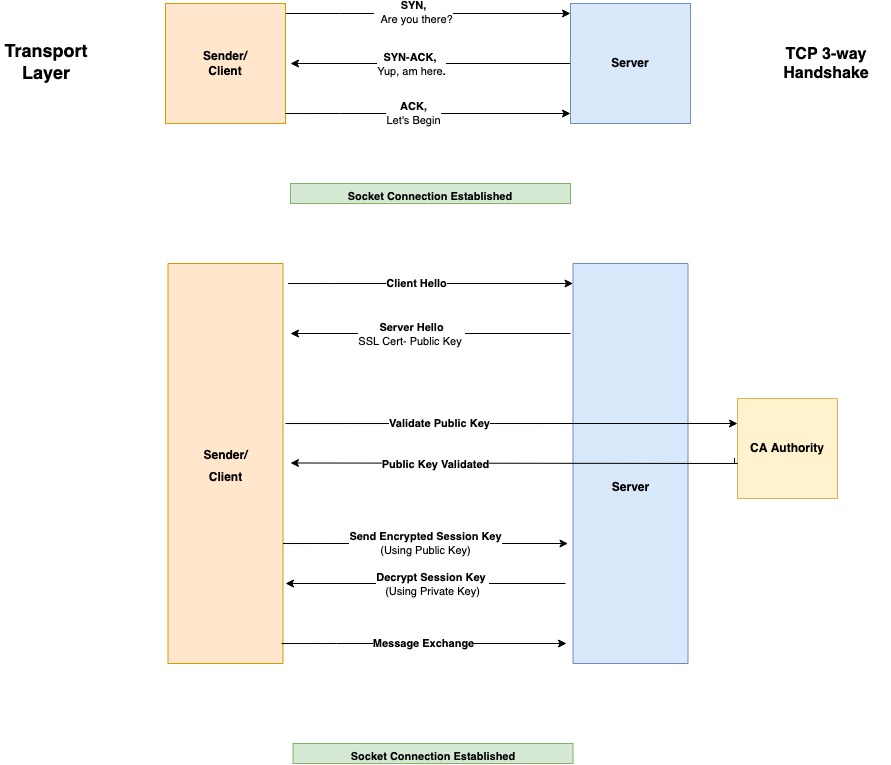 SYN,
Are you there?
Transport
Layer
Sender/
Client
SYN-ACK,
Yup, am here.
Server
TCP 3-way
Handshake
ACK,
Let's Begin
Socket Connection Established
Client Hello
Server Hello
SSL Cert- Public Key
Validate Public Key
Sender/
Client
Public Key Validated
CA Authority
Server
Send Encrypted Session Key
(Using Public Key)
Decrypt Session Key
(Using Private Key)
Message Exchange
Socket Connection Established